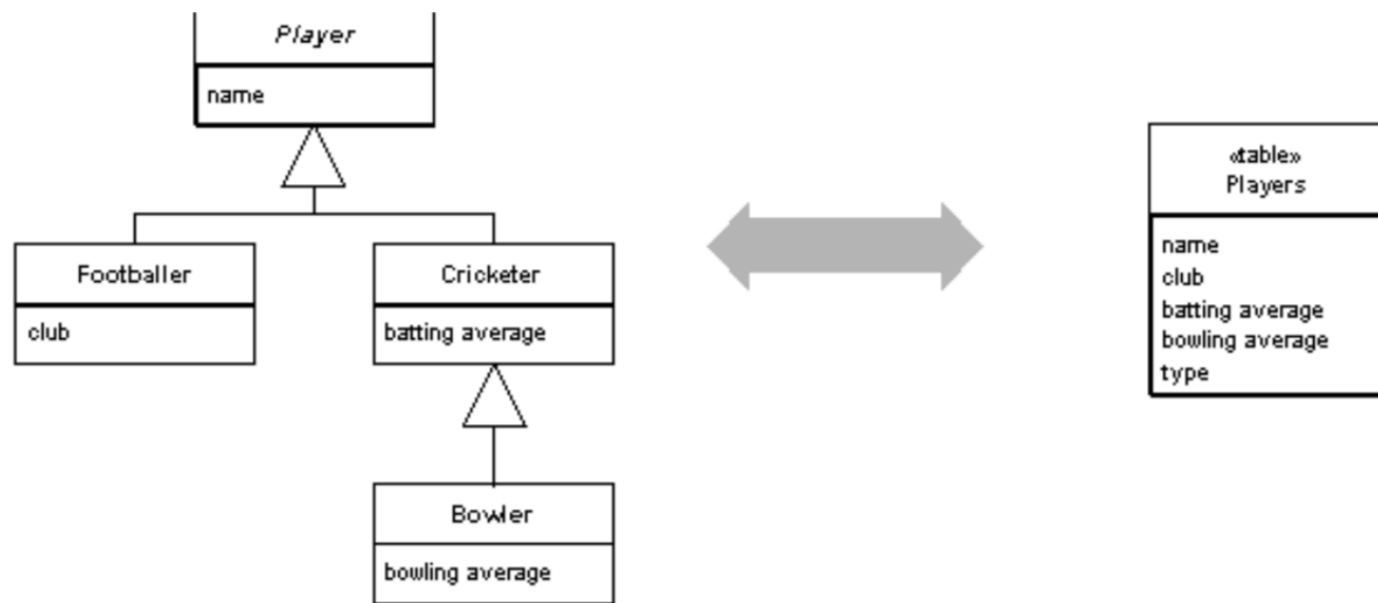 Player
name
Footballer
club
Cricketer
batting average
Bowler
bowling average
«table»
Players
name
club
batting average
bowling average
type